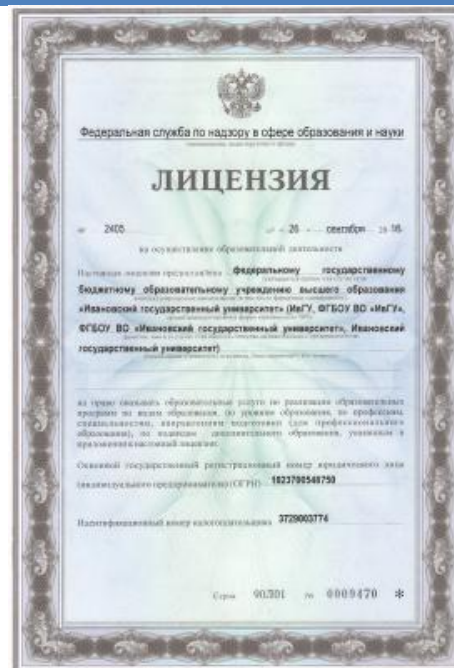 Федеральная служба по надзору в сфере образования и науки
ЛИЦЕНЗИЯ
№ 2405 от « 26 » сентября 20 16
на осуществление образовательной деятельности
Настоящая лицензия предоставлена федеральному государственному
бюджетному образовательному учреждению высшего образования
«Ивановский государственный университет» (ИвГУ, ФГБОУ ВО «ИвГУ»,
ФГБОУ ВО «Ивановский государственный университет», Ивановский
государственный университет)
на право оказывать образовательные услуги по реализации образовательных
программ по видам образования, по уровням образования, по профессиям,
специальностям, направлениям подготовки (для профессионального
образования), по подвидам дополнительного образования, указанным в
приложении к настоящей лицензии
Основной государственный регистрационный номер юридического лица
(индивидуального предпринимателя) (ОГРН) 1023700548750
Идентификационный номер налогоплательщика 3729003774
Серия 90Л01 № 0009470 *